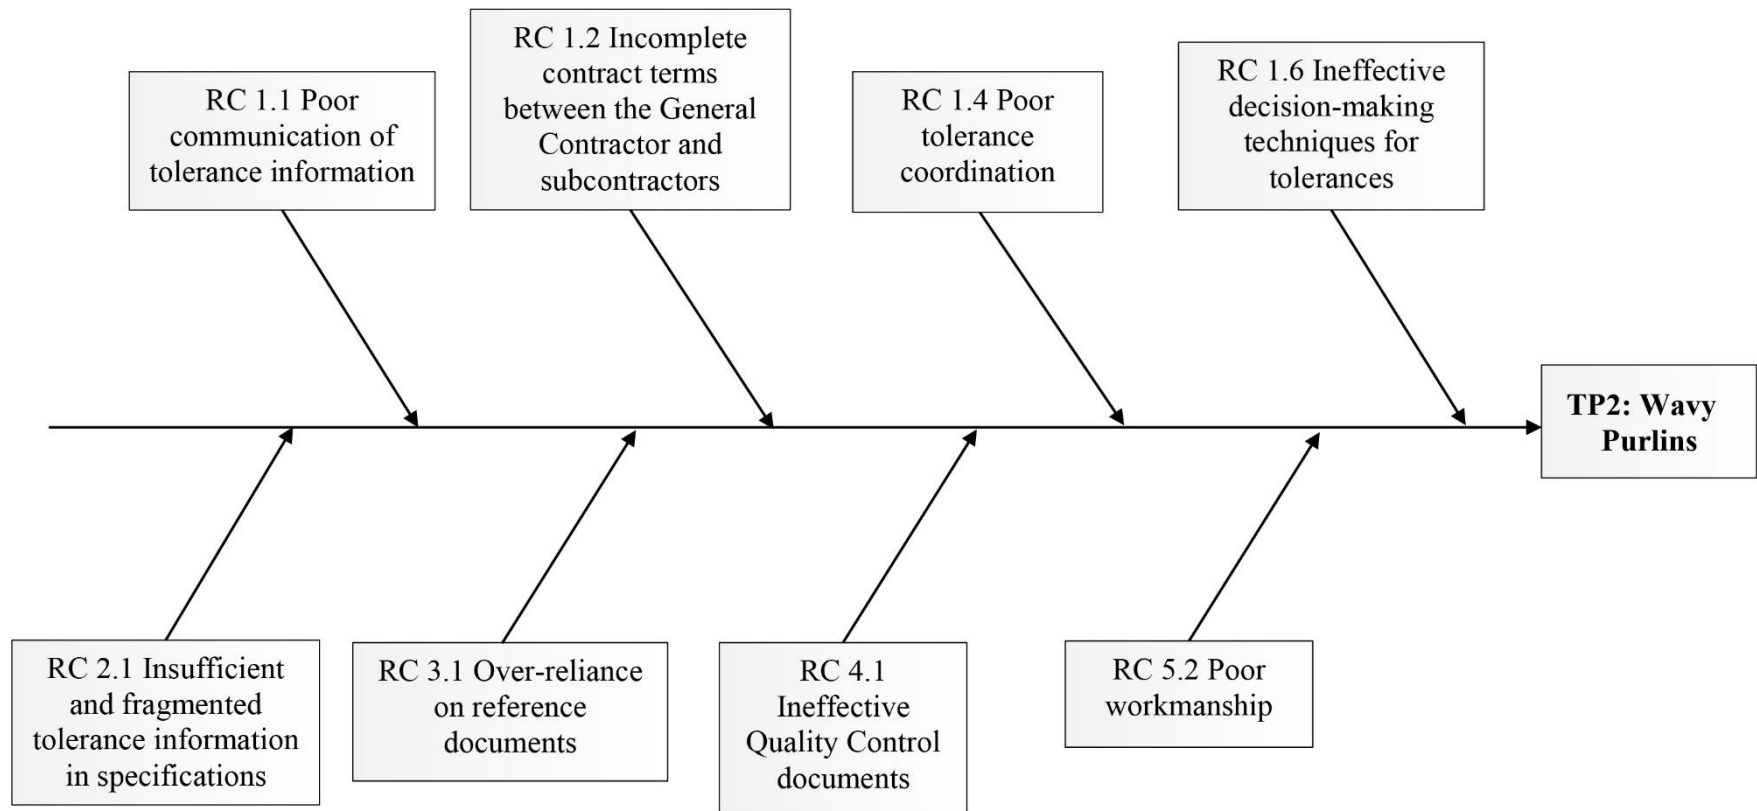 RC 1.1 Poor
communication of
tolerance information
RC 1.2 Incomplete
contract terms
between the General
Contractor and
subcontractors
RC 1.4 Poor
tolerance
coordination
RC 1.6 Ineffective
decision-making
techniques for
tolerances
TP2: Wavy
Purlins
RC 2.1 Insufficient
and fragmented
tolerance information
in specifications
RC 3.1 Over-reliance
on reference
documents
RC 4.1
Ineffective
Quality Control
documents
RC 5.2 Poor
workmanship